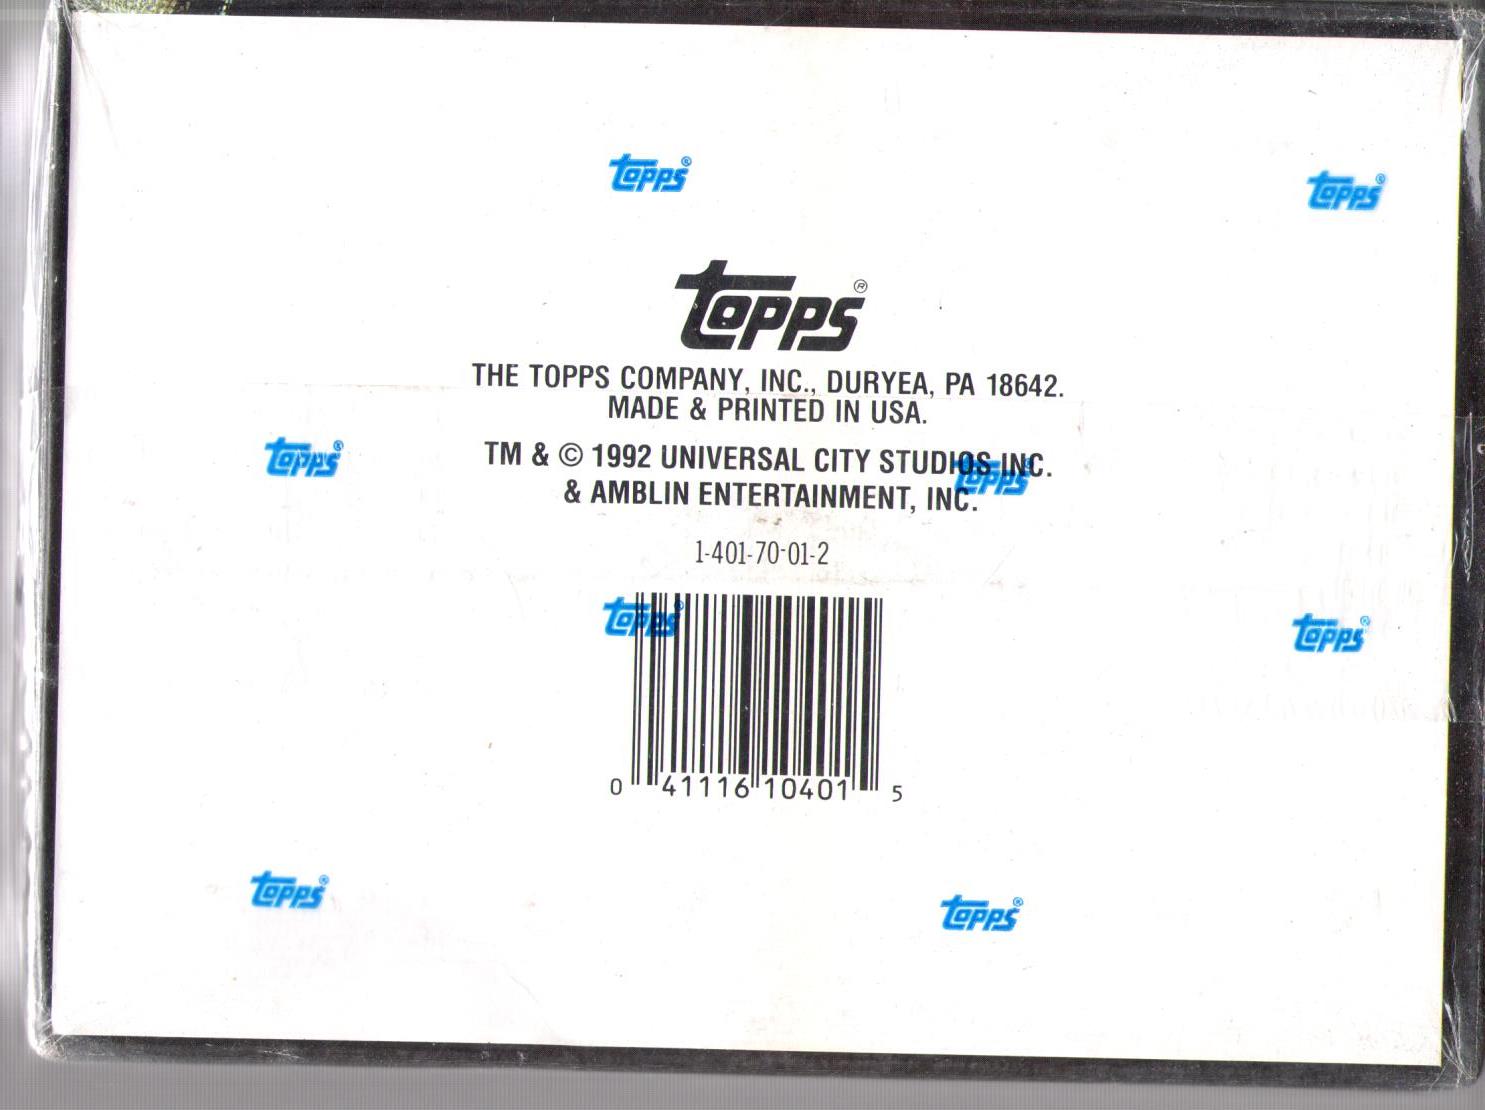 topps®
topps®
topps®
THE TOPPS COMPANY, INC., DURYEA, PA 18642.
MADE & PRINTED IN USA.
topps®
TM & © 1992 UNIVERSAL CITY STUDIOS INC.
topps®
& AMBLIN ENTERTAINMENT, INC.
1-401-70-01-2
topps®
topps®
0 41116 10401 5
topps®
topps®